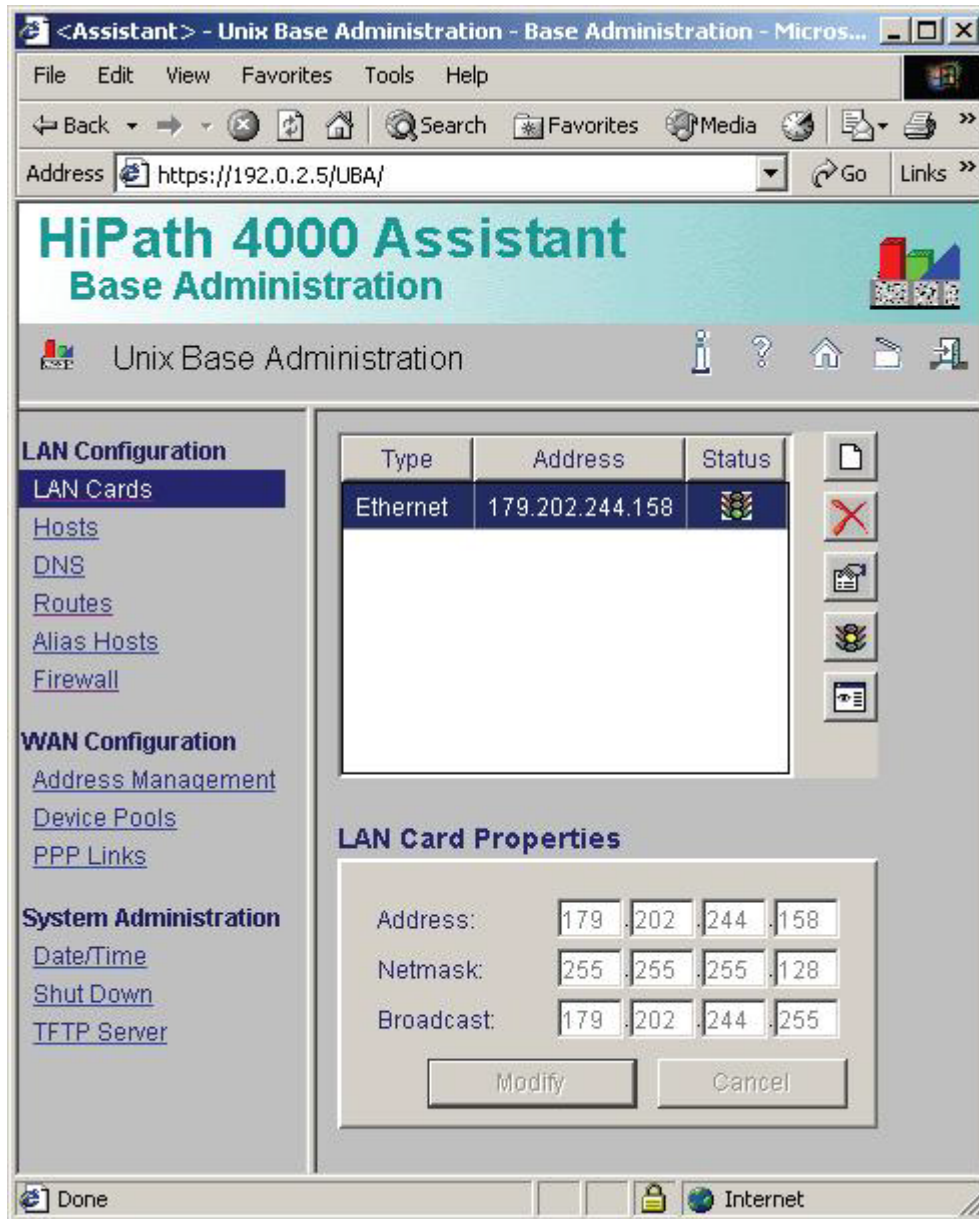 <Assistant> - Unix Base Administration - Base Administration - Micros...
File Edit View Favorites Tools Help
Back Search Favorites Media »
Address https://192.0.2.5/UBA/ Go Links »
HiPath 4000 Assistant
Base Administration
Unix Base Administration
LAN Configuration
LAN Cards
Hosts
DNS
Routes
Alias Hosts
Firewall
WAN Configuration
Address Management
Device Pools
PPP Links
System Administration
Date/Time
Shut Down
TFTP Server
Type Address Status
Ethernet 179.202.244.158
LAN Card Properties
Address: 179 .202 .244 .158
Netmask: 255 .255 .255 .128
Broadcast: 179 .202 .244 .255
Modify Cancel
Done Internet